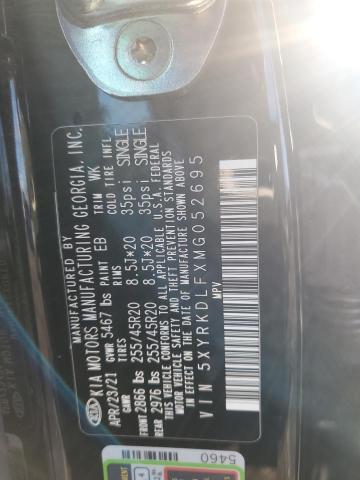 MANUFACTURED BY
KIA KIA MOTORS MANUFACTURING GEORGIA, INC.
APR/23/21 PAINT EB TRIM WK
GVWR 5467 lbs
GAWR TIRES RIMS COLD TIRE INFL
FRONT 2866 lbs 255/45R20 8.5J*20 35psi SINGLE
REAR 2976 lbs 255/45R20 8.5J*20 35psi SINGLE
THIS VEHICLE CONFORMS TO ALL APPLICABLE U.S.A. FEDERAL
MOTOR VEHICLE SAFETY AND THEFT PREVENTION STANDARDS
IN EFFECT ON THE DATE OF MANUFACTURE
VIN 5XYRKDLFXMG052695
MPV
5460